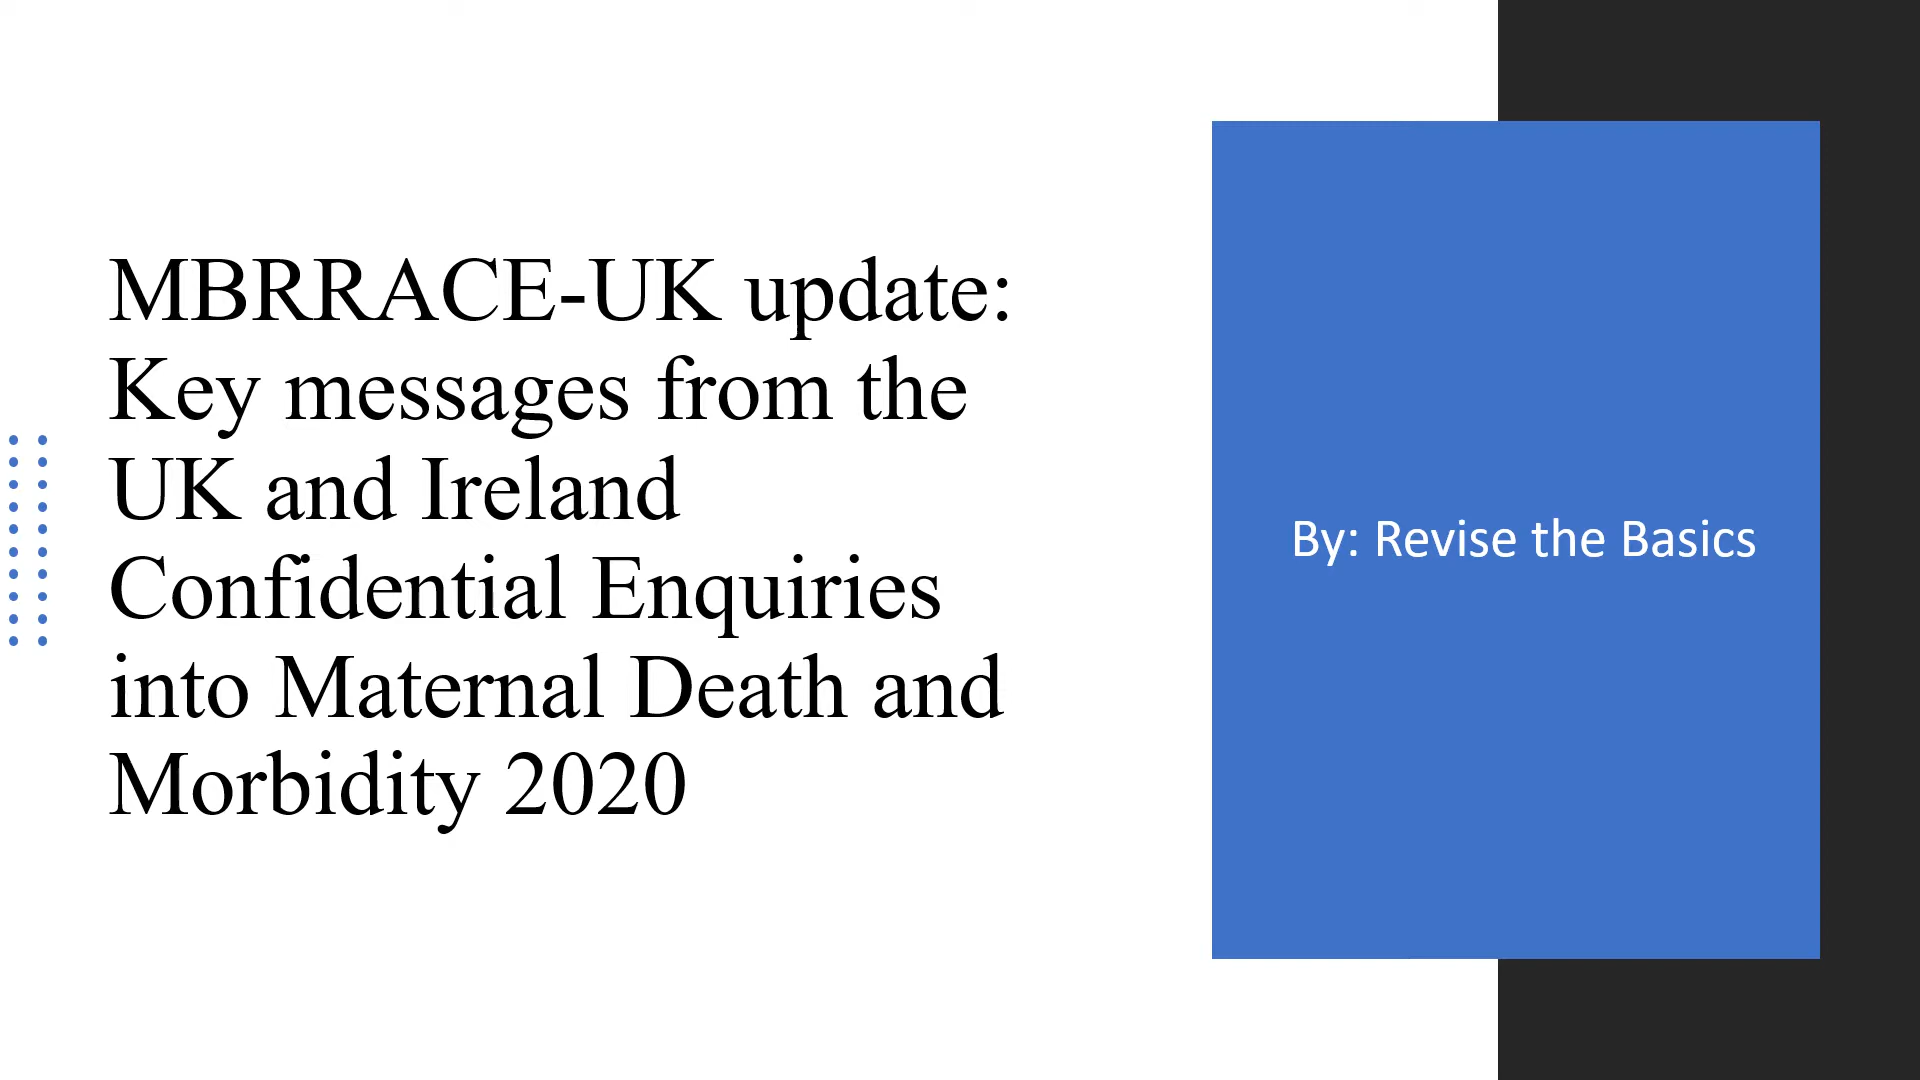 MBRRACE-UK update:
Key messages from the
UK and Ireland
Confidential Enquiries
into Maternal Death and
Morbidity 2020
By: Revise the Basics